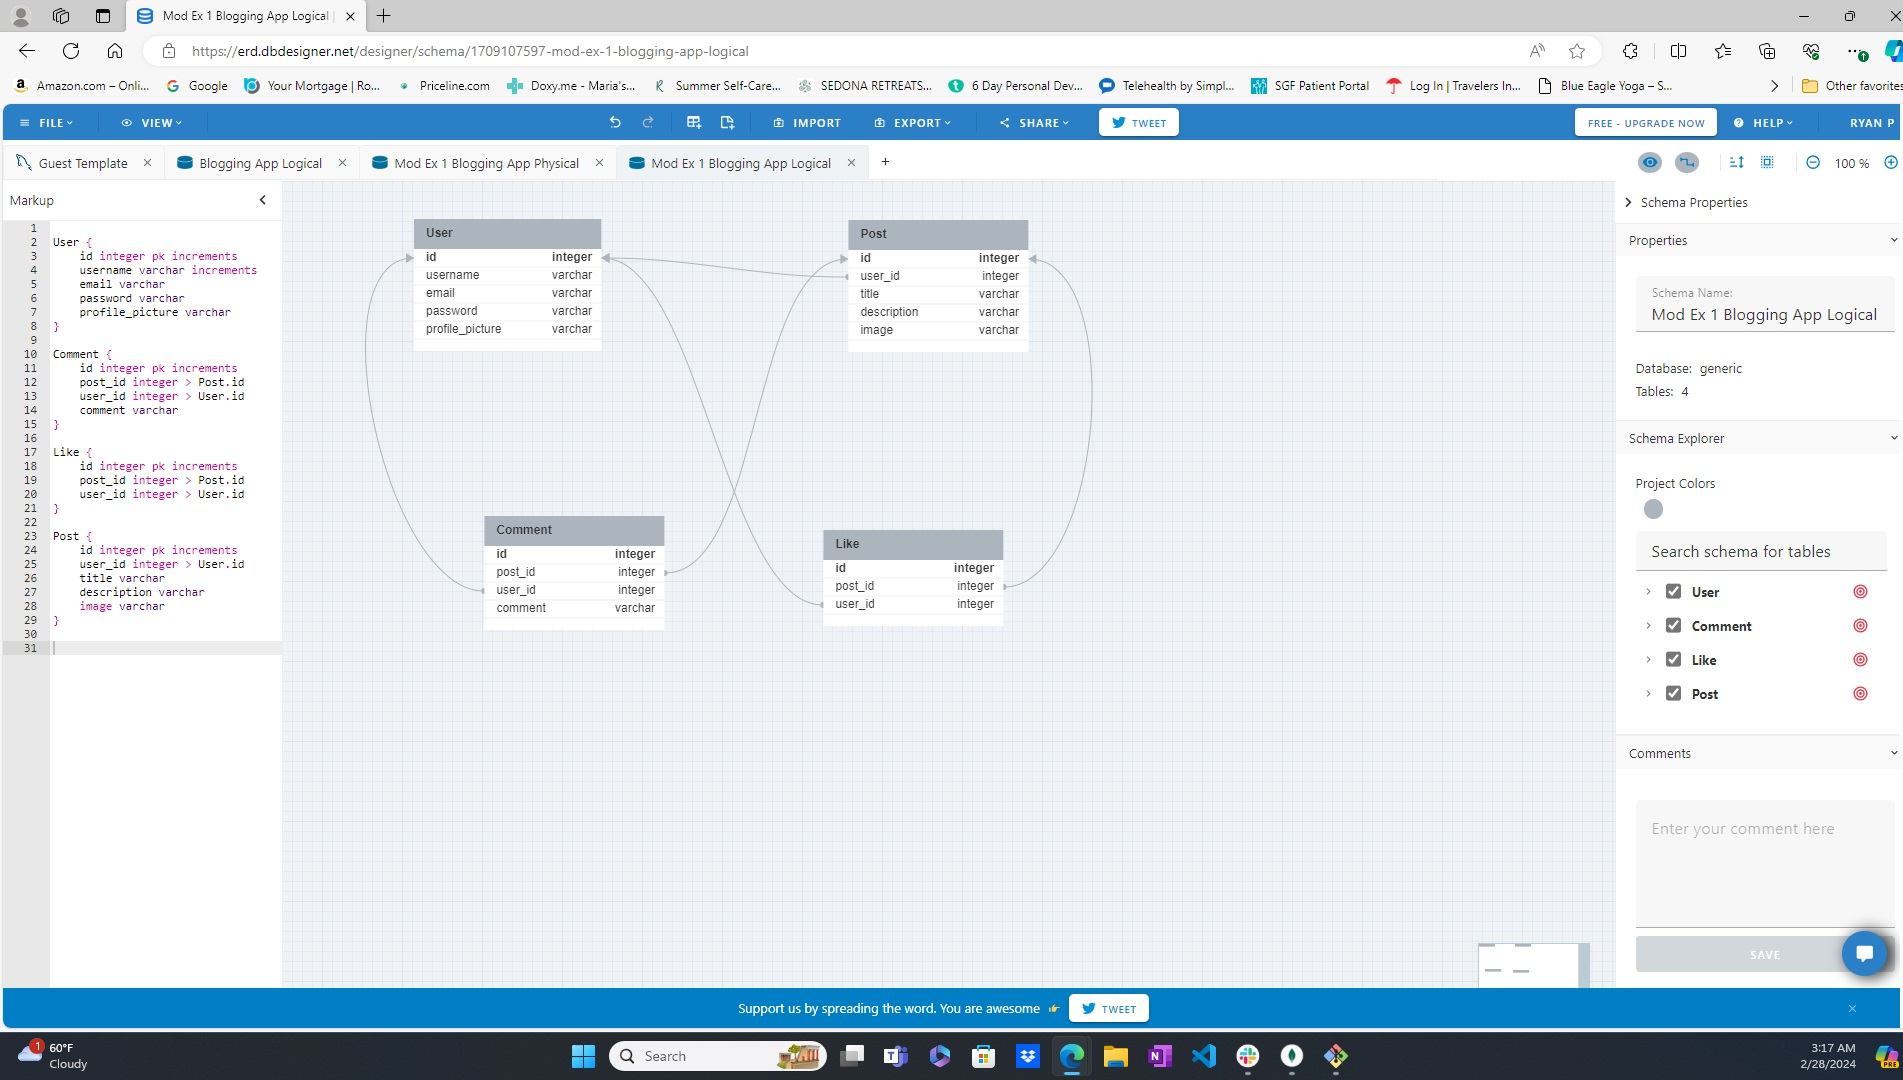 Mod Ex 1 Blogging App Logical
https://erd.dbdesigner.net/designer/schema/1709107597-mod-ex-1-blogging-app-logical
Amazon.com – Onli...
Google
Your Mortgage | Ro...
Priceline.com
Doxy.me - Maria's...
Summer Self-Care...
SEDONA RETREATS...
6 Day Personal Dev...
Telehealth by Simpl...
SGF Patient Portal
Log In | Travelers In...
Blue Eagle Yoga – S...
Other favorites
FILE
VIEW
IMPORT
EXPORT
SHARE
TWEET
FREE - UPGRADE NOW
HELP
RYAN P
Guest Template
Blogging App Logical
Mod Ex 1 Blogging App Physical
Mod Ex 1 Blogging App Logical
100 %
Markup
1
2 User {
3 id integer pk increments
4 username varchar increments
5 email varchar
6 password varchar
7 profile_picture varchar
8 }
9
10 Comment {
11 id integer pk increments
12 post_id integer > Post.id
13 user_id integer > User.id
14 comment varchar
15 }
16
17 Like {
18 id integer pk increments
19 post_id integer > Post.id
20 user_id integer > User.id
21 }
22
23 Post {
24 id integer pk increments
25 user_id integer > User.id
26 title varchar
27 description varchar
28 image varchar
29 }
30
31
User
id integer
username varchar
email varchar
password varchar
profile_picture varchar
Post
id integer
user_id integer
title varchar
description varchar
image varchar
Comment
id integer
post_id integer
user_id integer
comment varchar
Like
id integer
post_id integer
user_id integer
Schema Properties
Properties
Schema Name:
Mod Ex 1 Blogging App Logical
Database: generic
Tables: 4
Schema Explorer
Project Colors
Search schema for tables
User
Comment
Like
Post
Comments
Enter your comment here
SAVE
Support us by spreading the word. You are awesome
TWEET
1
60°F
Cloudy
Search
3:17 AM
2/28/2024
PRE